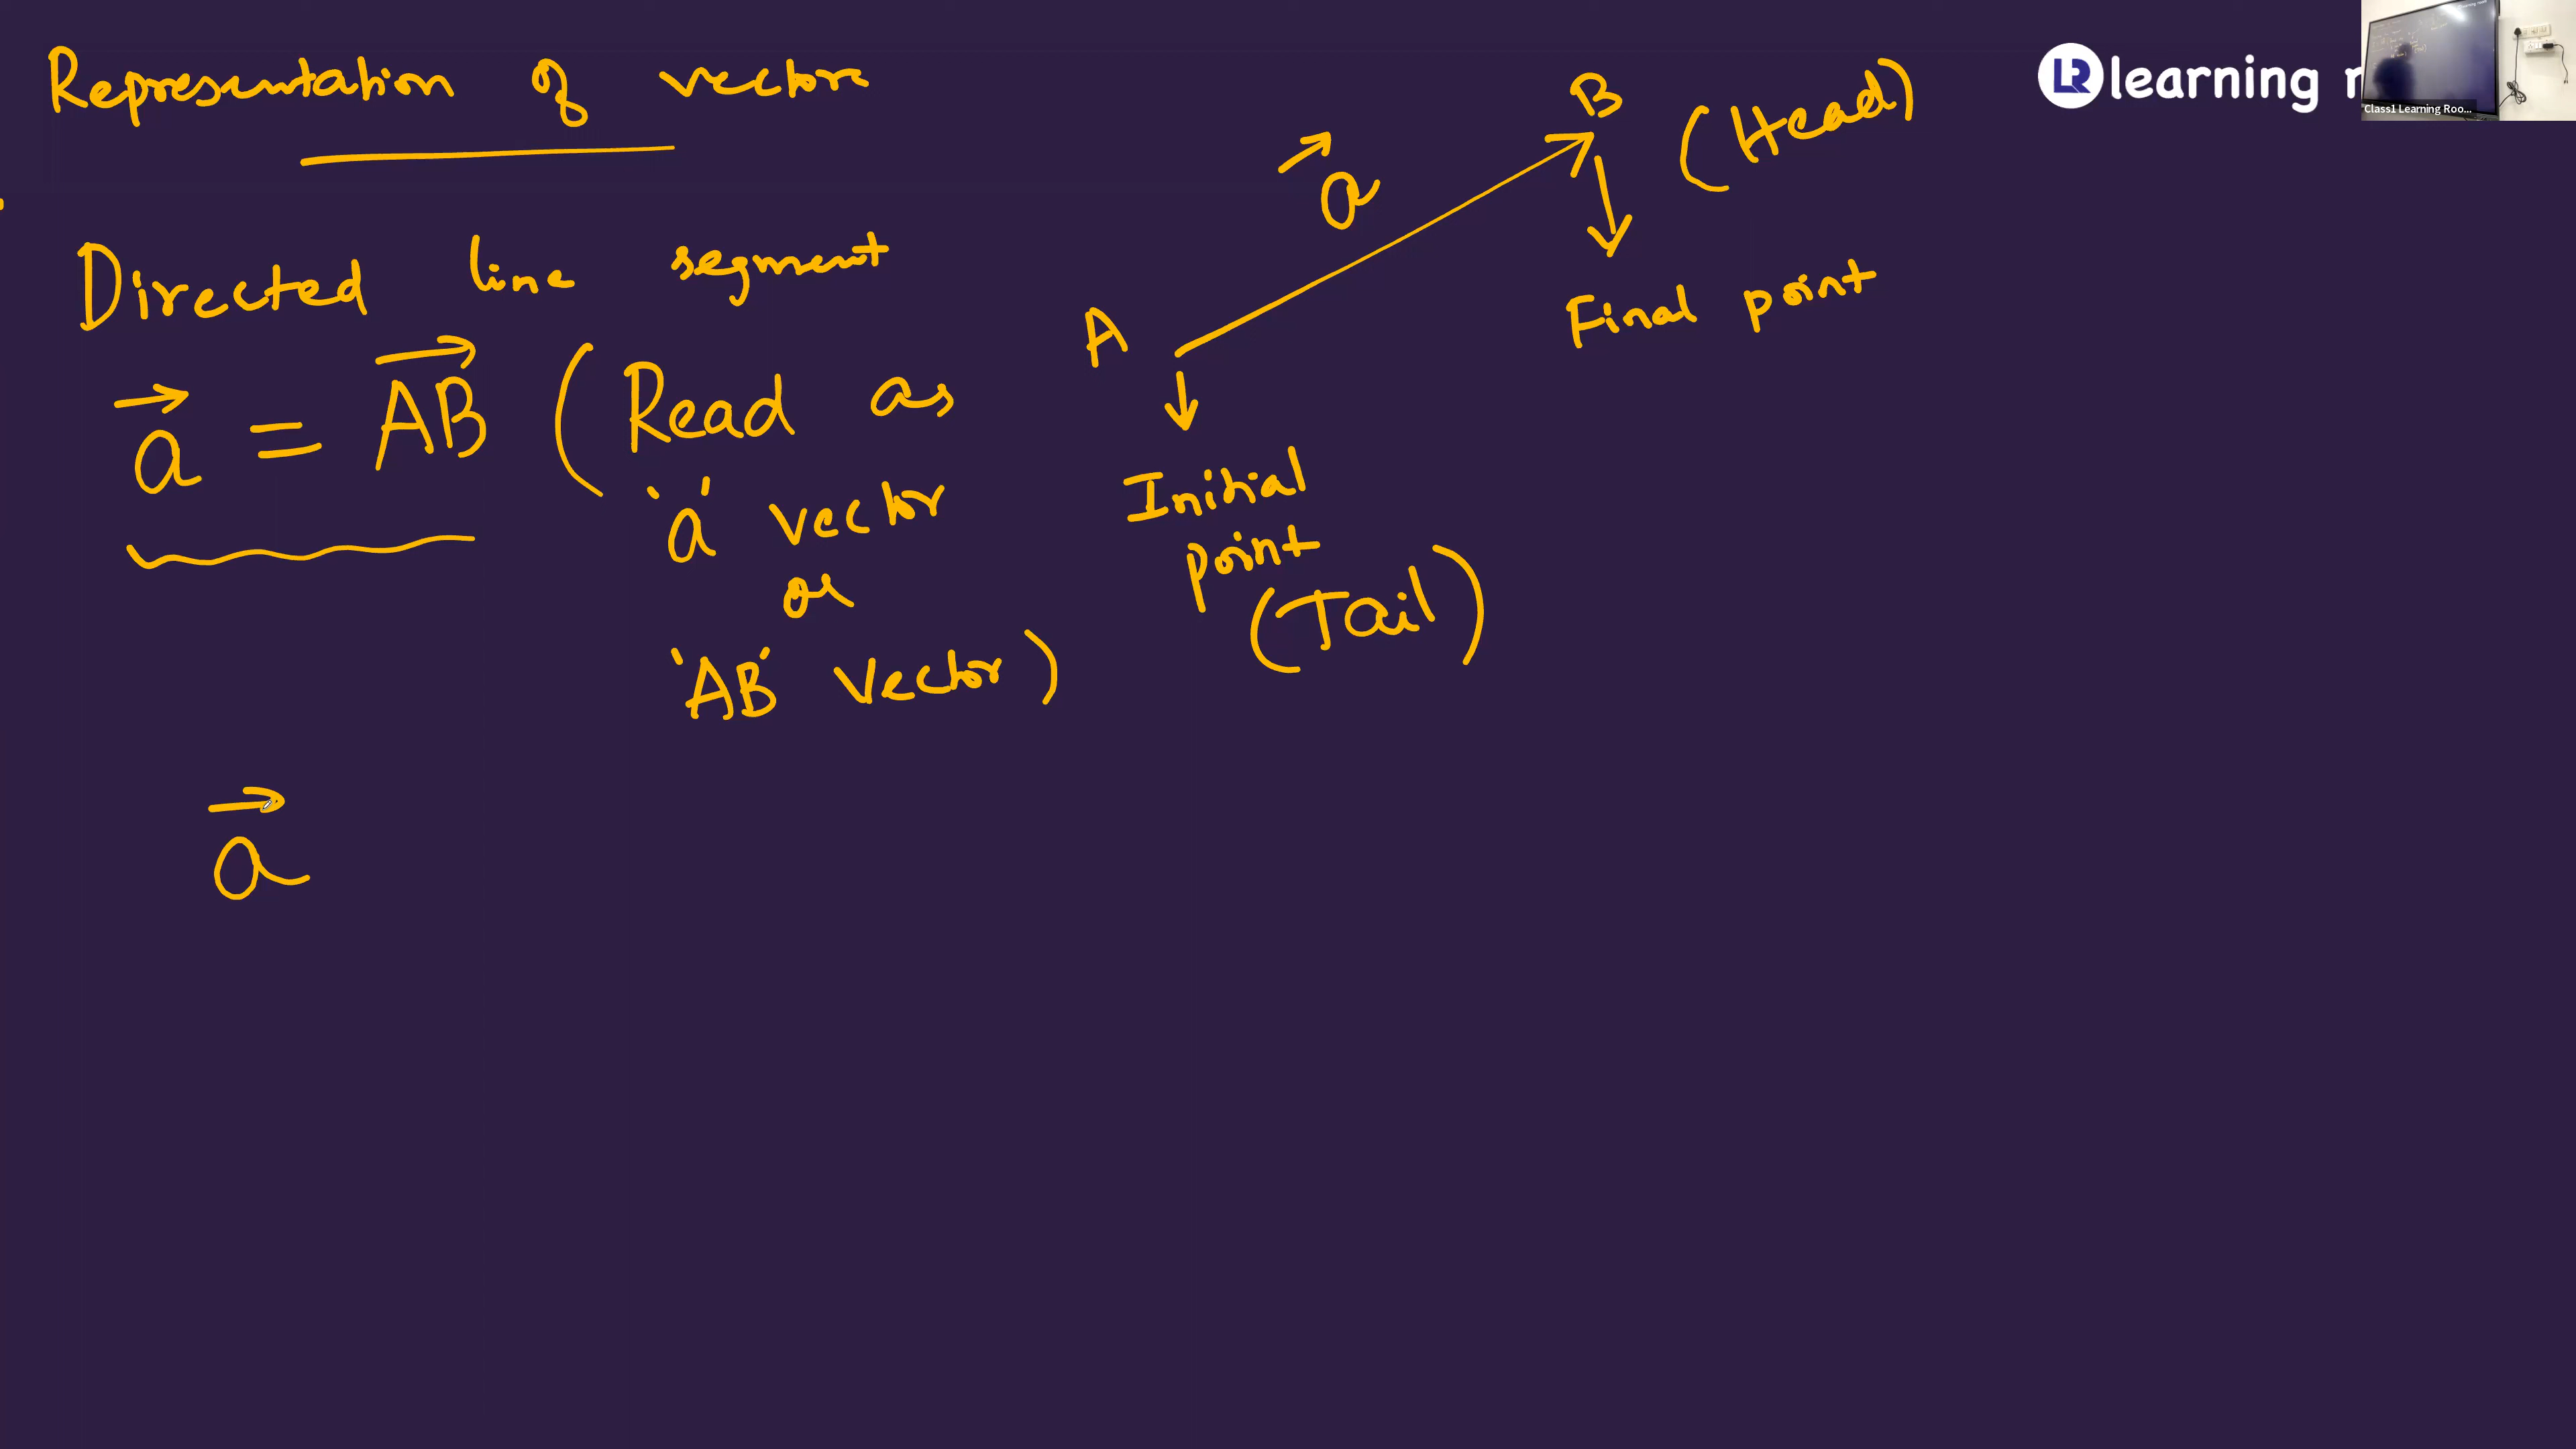 Representation of vectors
Directed line segment
a⃗ = AB⃗ (Read as
'a' vector
or
'AB' vector)
a⃗
a⃗
A
B
(Head)
Final point
Initial
point
(Tail)
LR learning r
Class1 Learning Roo...